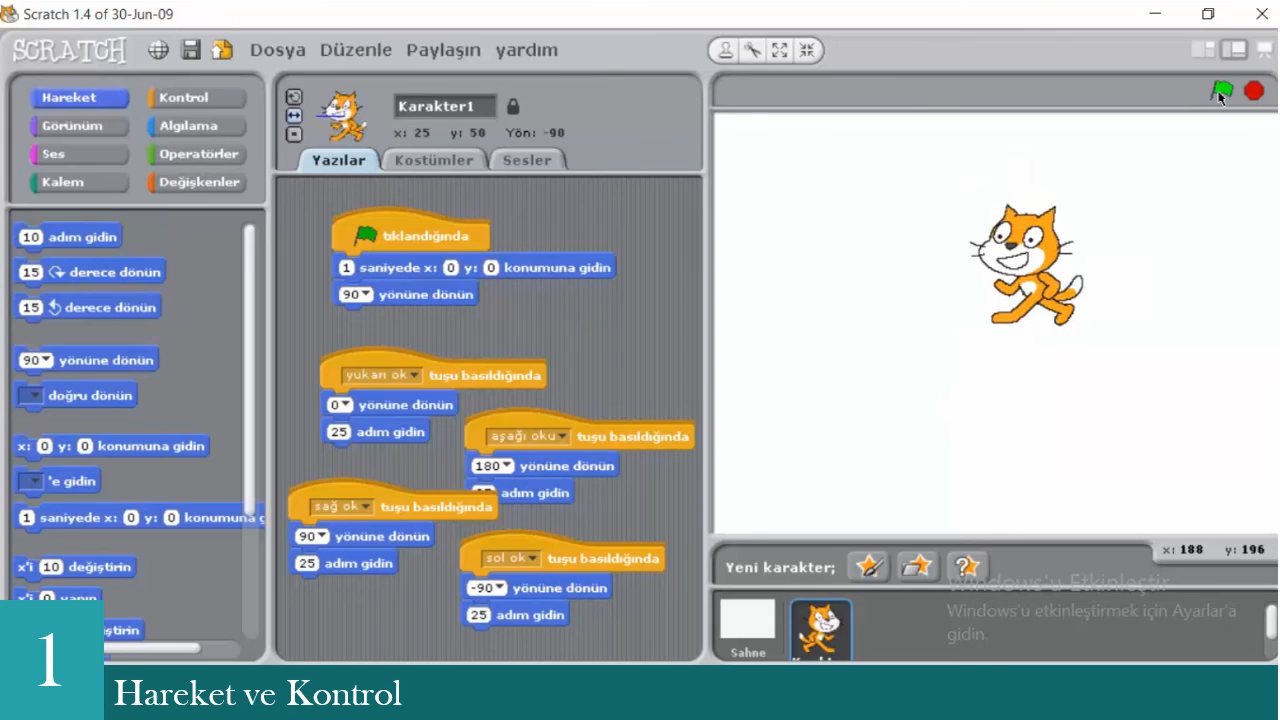 Scratch 1.4 of 30-Jun-09
SCRATCH Dosya Düzenle Paylaşın yardım
Hareket Kontrol
Görünüm Algılama
Ses Operatörler
Kalem Değişkenler
10 adım gidin
15 derece dönün
15 derece dönün
90 yönüne dönün
doğru dönün
x: 0 y: 0 konumuna gidin
'e gidin
1 saniyede x: 0 y: 0 konumuna g
x'i 10 değiştirin
x'i 0 yapın
ştirin
Karakter1
x: 25 y: 50 Yön: -90
Yazılar Kostümler Sesler
tıklandığında
1 saniyede x: 0 y: 0 konumuna gidin
90 yönüne dönün
yukarı ok tuşu basıldığında
0 yönüne dönün
25 adım gidin
aşağı oku tuşu basıldığında
180 yönüne dönün
adım gidin
sağ ok tuşu basıldığında
90 yönüne dönün
25 adım gidin
sol ok tuşu basıldığında
-90 yönüne dönün
25 adım gidin
x: 188 y: 196
Yeni karakter;
Windows'u Etkinleştir
Windows'u etkinleştirmek için Ayarlar'a
gidin.
Sahne
1
Hareket ve Kontrol